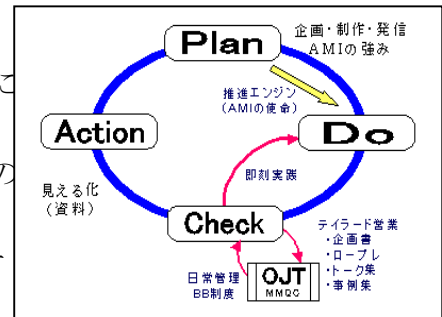 Plan
企画・制作・発信
AMIの強み
に
推進エンジン
(AMIの使命)
Action
Do
の
見える化
(資料)
即刻実践
Check
テイラード営業
・企画書
・ロープレ
・トーク集
・事例集
日常管理
BB制度
OJT
MMQC